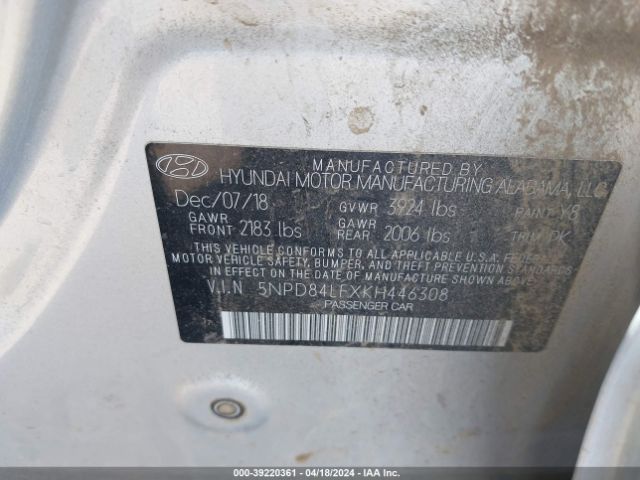 MANUFACTURED BY
HYUNDAI MOTOR MANUFACTURING ALABAMA, LLC
Dec/07/18 GVWR 3924 lbs PAINT Y8
GAWR FRONT 2183 lbs GAWR REAR 2006 lbs TRIM PK
THIS VEHICLE CONFORMS TO ALL APPLICABLE U.S.A. FEDERAL
MOTOR VEHICLE SAFETY, BUMPER, AND THEFT PREVENTION STANDARDS
IN EFFECT ON THE DATE OF MANUFACTURE SHOWN ABOVE.
V.I.N 5NPD84LFXKH446308
PASSENGER CAR
000-39220361 | 04/18/2024 - IAA Inc.